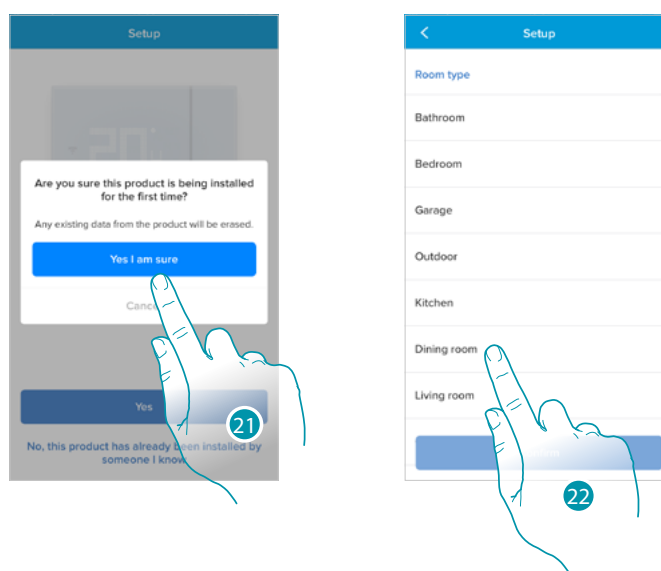 Setup
20
Are you sure this product is being installed
for the first time?
Any existing data from the product will be erased.
Yes I am sure
Yes
No, this product has already been installed by
someone I know
21
Setup
Room type
Bathroom
Bedroom
Garage
Outdoor
Kitchen
Dining room
Living room
22